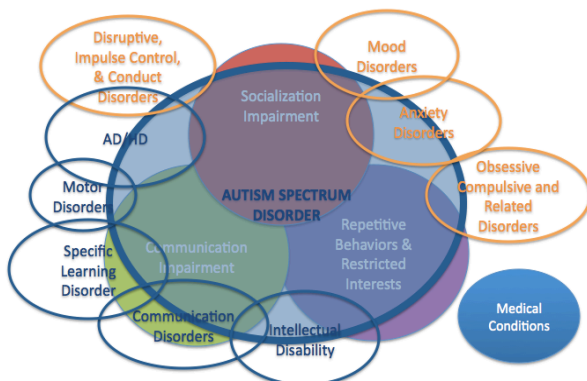 Disruptive,
Impulse Control,
& Conduct
Disorders
Mood
Disorders
Socialization
Impairment
Anxiety
Disorders
AD/HD
Obsessive
Compulsive and
Related
Disorders
Motor
Disorders
AUTISM SPECTRUM
DISORDER
Repetitive
Behaviors &
Restricted
Interests
Communication
Impairment
Specific
Learning
Disorder
Medical
Conditions
Communication
Disorders
Intellectual
Disability